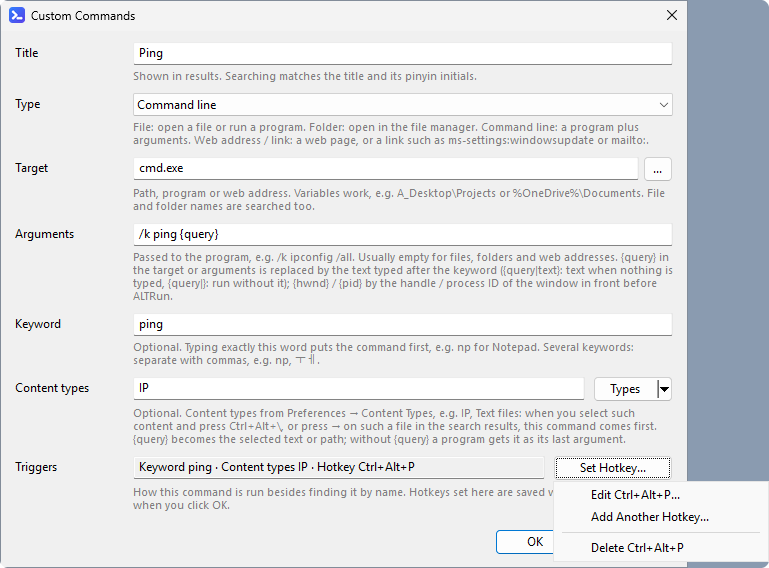 Custom Commands
Title
Ping
Shown in results. Searching matches the title and its pinyin initials.
Type
Command line
File: open a file or run a program. Folder: open in the file manager. Command line: a program plus
arguments. Web address / link: a web page, or a link such as ms-settings:windowsupdate or mailto:.
Target
cmd.exe
...
Path, program or web address. Variables work, e.g. A_Desktop\Projects or %OneDrive%\Documents. File
and folder names are searched too.
Arguments
/k ping {query}
Passed to the program, e.g. /k ipconfig /all. Usually empty for files, folders and web addresses. {query} in
the target or arguments is replaced by the text typed after the keyword ({query|text}: text when nothing is
typed, {query|}: run without it); {hwnd} / {pid} by the handle / process ID of the window in front before
ALTRun.
Keyword
ping
Optional. Typing exactly this word puts the command first, e.g. np for Notepad. Several keywords:
separate with commas, e.g. np, ㅜㅔ.
Content types
IP
Types
Optional. Content types from Preferences → Content Types, e.g. IP, Text files: when you select such
content and press Ctrl+Alt+\, or press → on such a file in the search results, this command comes first.
{query} becomes the selected text or path; without {query} a program gets it as its last argument.
Triggers
Keyword ping · Content types IP · Hotkey Ctrl+Alt+P
Set Hotkey...
How this command is run besides finding it by name. Hotkeys set here are saved
when you click OK.
Edit Ctrl+Alt+P...
Add Another Hotkey...
Delete Ctrl+Alt+P
OK